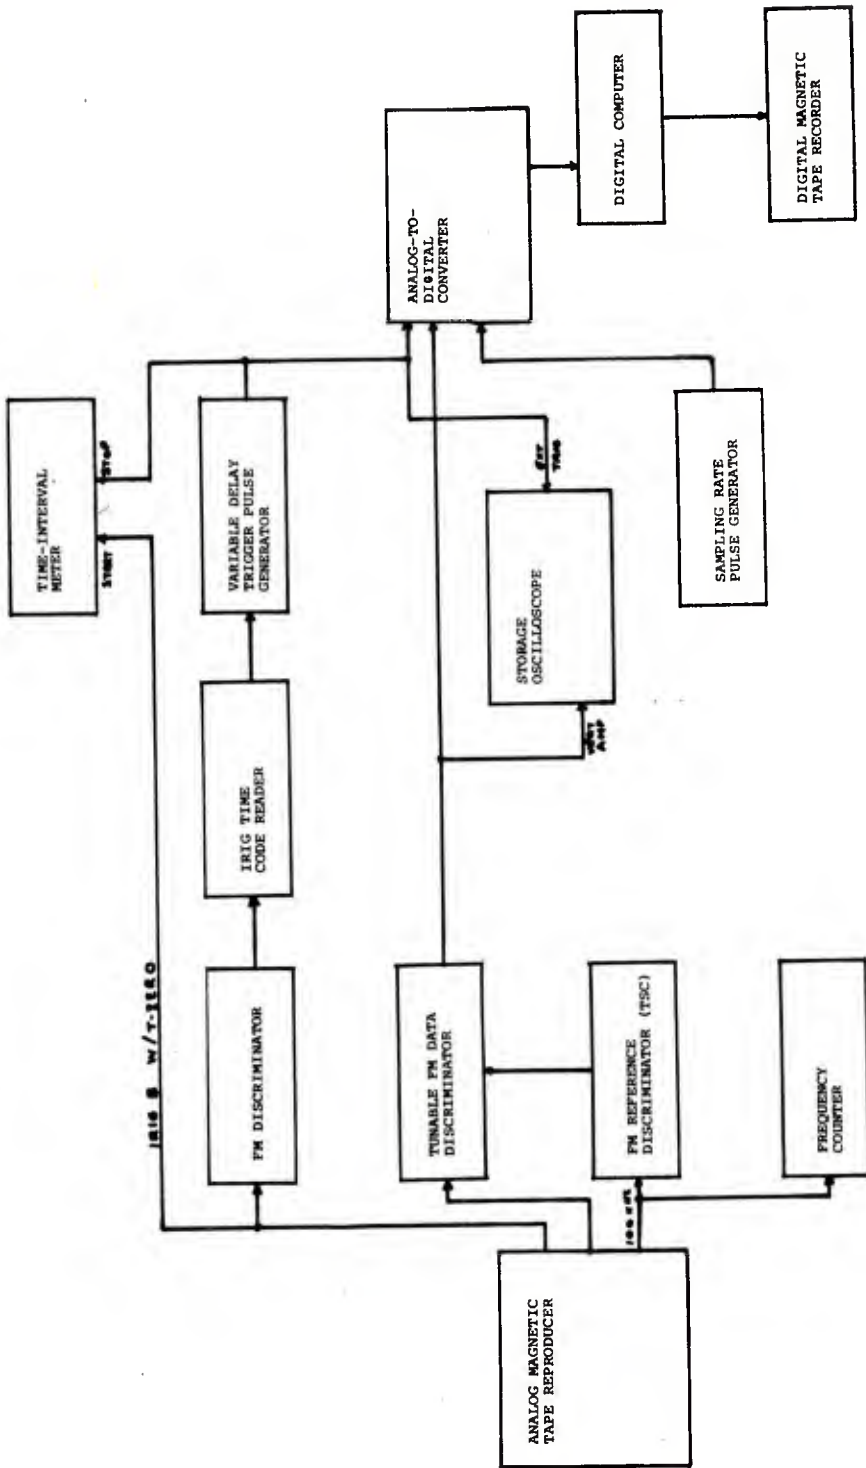 TIME-INTERVAL
METER
START
STOP
IRIG B W/T-ZERO
FM DISCRIMINATOR
IRIG TIME
CODE READER
VARIABLE DELAY
TRIGGER PULSE
GENERATOR
ANALOG-TO-
DIGITAL
CONVERTER
DIGITAL COMPUTER
DIGITAL MAGNETIC
TAPE RECORDER
TUNABLE FM DATA
DISCRIMINATOR
VERT
AMP
STORAGE
OSCILLOSCOPE
EXT
TRIG
SAMPLING RATE
PULSE GENERATOR
ANALOG MAGNETIC
TAPE REPRODUCER
FM REFERENCE
DISCRIMINATOR (TSC)
FREQUENCY
COUNTER